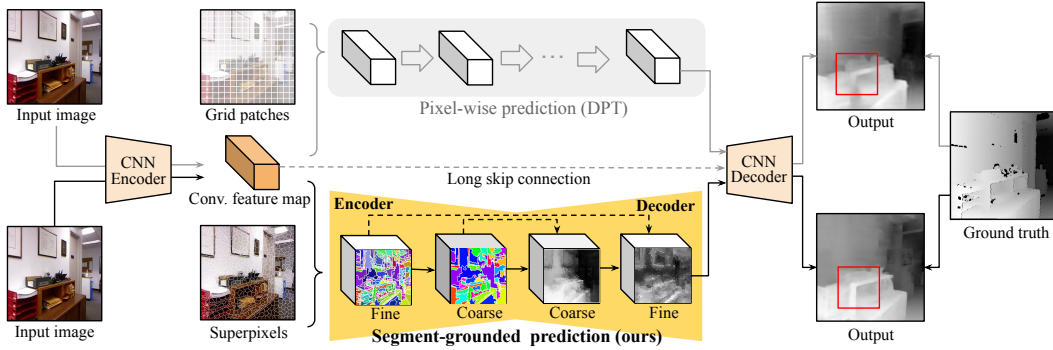 Input image
Grid patches
Pixel-wise prediction (DPT)
Output
CNN
Encoder
Conv. feature map
Long skip connection
CNN
Decoder
Ground truth
Encoder
Decoder
Fine
Coarse
Coarse
Fine
Input image
Superpixels
Segment-grounded prediction (ours)
Output